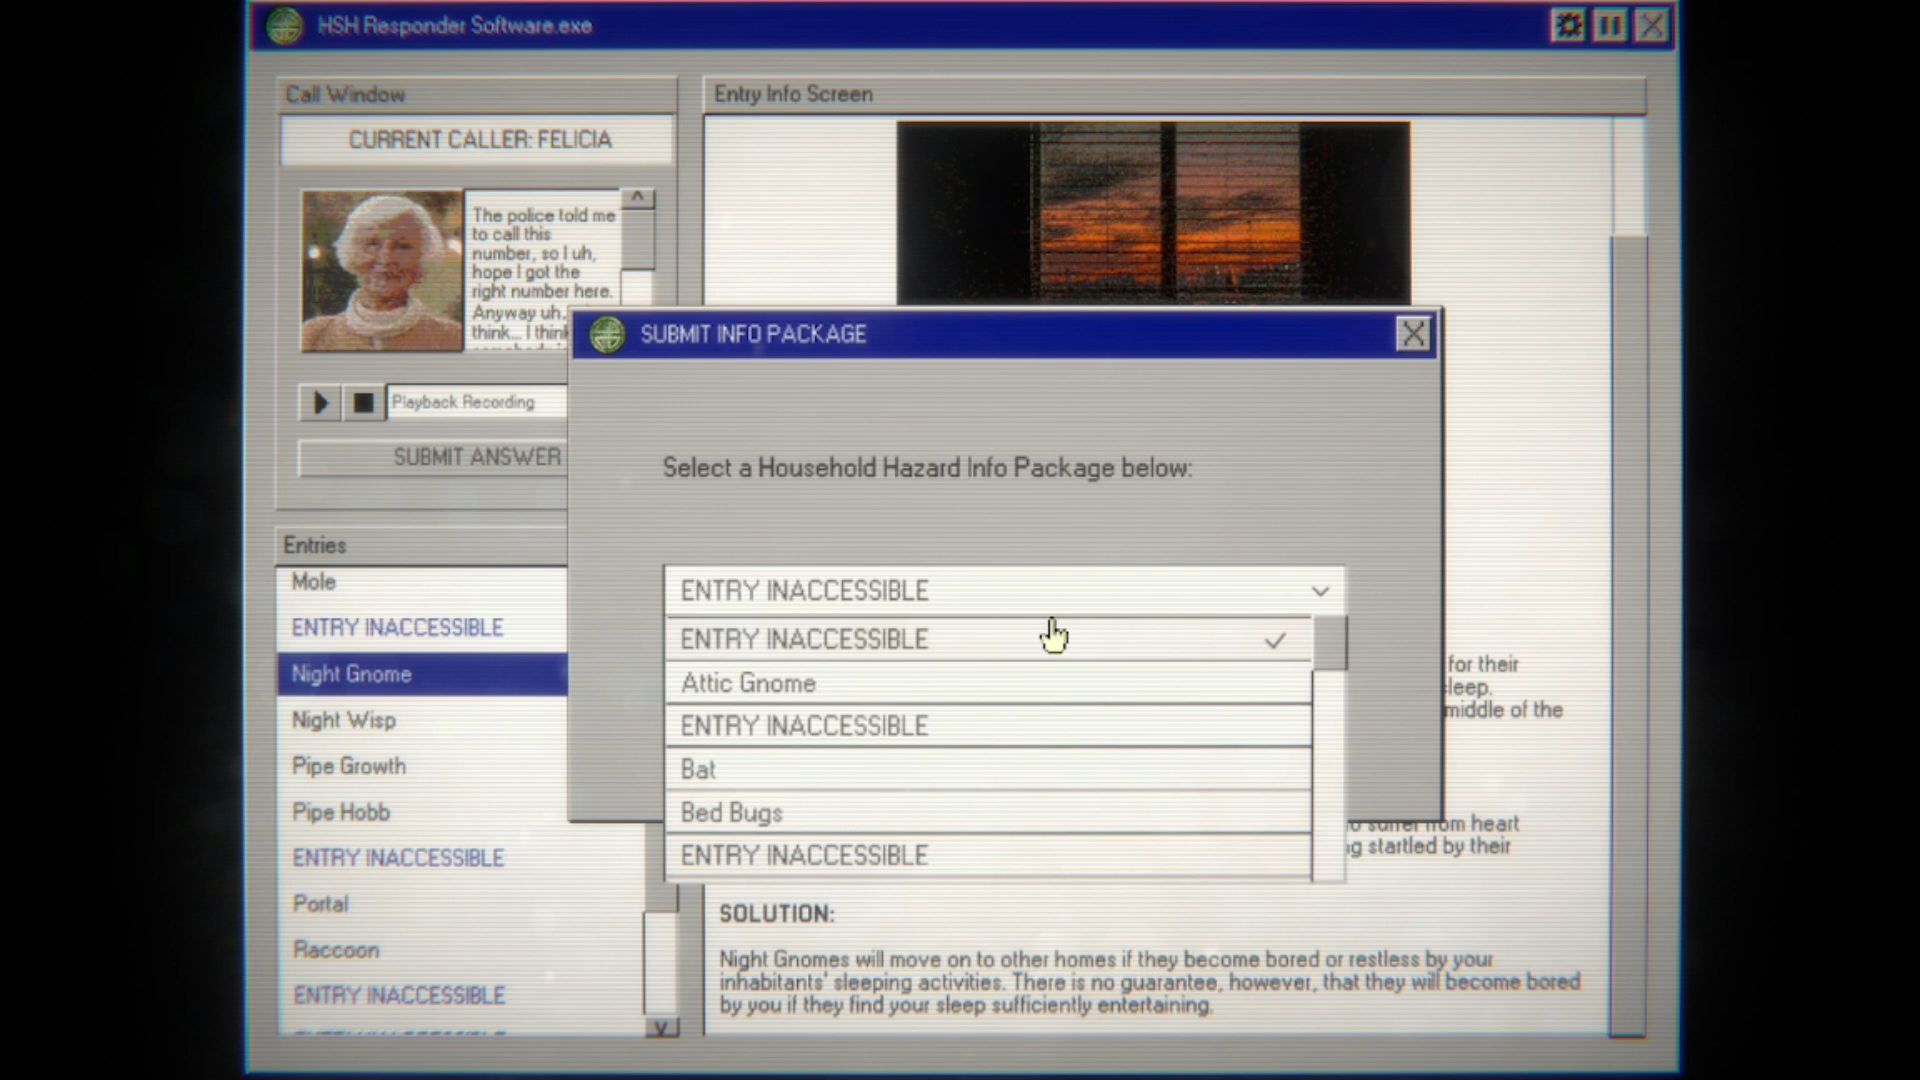 HSH Responder Software.exe
Call Window
CURRENT CALLER: FELICIA
The police told me
to call this
number, so I uh,
hope I got the
right number here.
Anyway uh.
think... I think
Playback Recording
SUBMIT ANSWER
Entries
Mole
ENTRY INACCESSIBLE
Night Gnome
Night Wisp
Pipe Growth
Pipe Hobb
ENTRY INACCESSIBLE
Portal
Raccoon
ENTRY INACCESSIBLE
Entry Info Screen
SUBMIT INFO PACKAGE
Select a Household Hazard Info Package below:
ENTRY INACCESSIBLE
ENTRY INACCESSIBLE
Attic Gnome
ENTRY INACCESSIBLE
Bat
Bed Bugs
ENTRY INACCESSIBLE
for their
sleep.
middle of the
suffer from heart
startled by their
SOLUTION:
Night Gnomes will move on to other homes if they become bored or restless by your
inhabitants' sleeping activities. There is no guarantee, however, that they will become bored
by you if they find your sleep sufficiently entertaining.